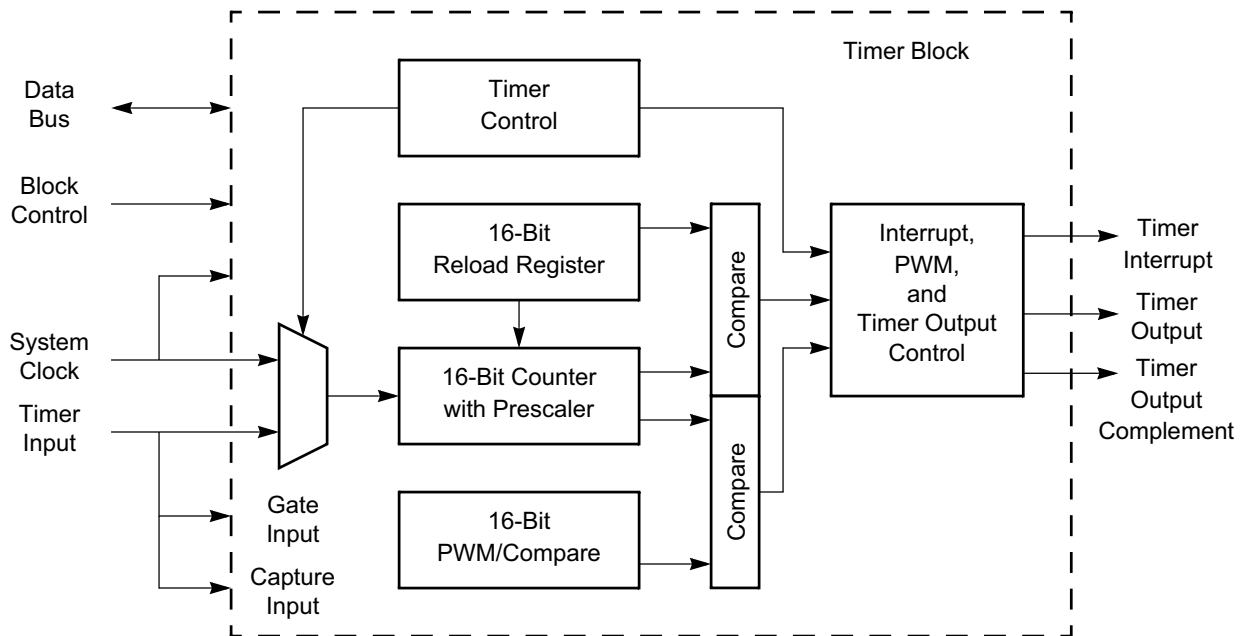 Timer Block
Data
Bus
Timer
Control
Block
Control
16-Bit
Reload Register
Compare
Interrupt,
PWM,
and
Timer Output
Control
Timer
Interrupt
Timer
Output
Timer
Output
Complement
System
Clock
16-Bit Counter
with Prescaler
Timer
Input
Compare
Gate
Input
16-Bit
PWM/Compare
Capture
Input